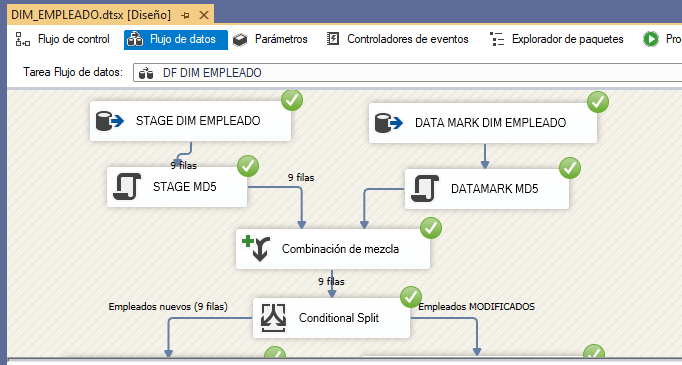 DIM_EMPLEADO.dtsx [Diseño]
Flujo de control Flujo de datos Parámetros Controladores de eventos Explorador de paquetes Pro
Tarea Flujo de datos: DF DIM EMPLEADO
STAGE DIM EMPLEADO
DATA MARK DIM EMPLEADO
9 filas
STAGE MD5
9 filas
DATAMARK MD5
Combinación de mezcla
9 filas
Empleados nuevos (9 filas)
Conditional Split
Empleados MODIFICADOS